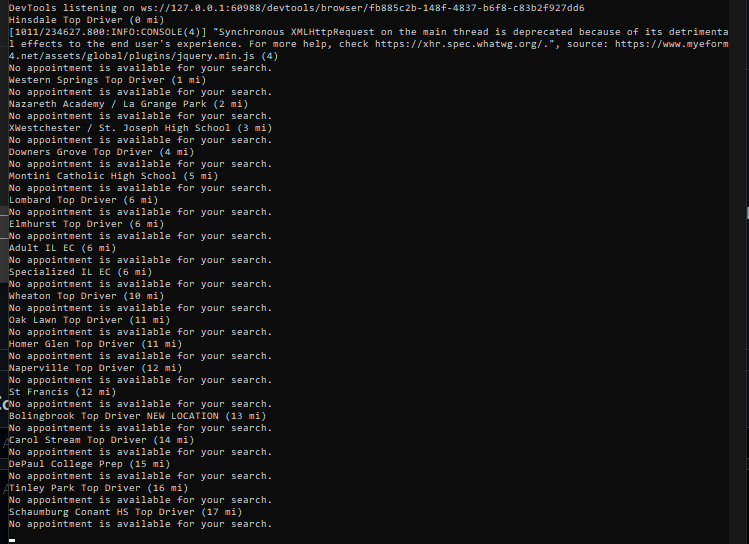 DevTools listening on ws://127.0.0.1:60988/devtools/browser/fb885c2b-148f-4837-b6f8-c83b2f927dd6
Hinsdale Top Driver (0 mi)
[1011/234627.800:INFO:CONSOLE(4)] "Synchronous XMLHttpRequest on the main thread is deprecated because of its detrimenta
l effects to the end user's experience. For more help, check https://xhr.spec.whatwg.org/.", source: https://www.myeform
4.net/assets/global/plugins/jquery.min.js (4)
No appointment is available for your search.
Western Springs Top Driver (1 mi)
No appointment is available for your search.
Nazareth Academy / La Grange Park (2 mi)
No appointment is available for your search.
XWestchester / St. Joseph High School (3 mi)
No appointment is available for your search.
Downers Grove Top Driver (4 mi)
No appointment is available for your search.
Montini Catholic High School (5 mi)
No appointment is available for your search.
Lombard Top Driver (6 mi)
No appointment is available for your search.
Elmhurst Top Driver (6 mi)
No appointment is available for your search.
Adult IL EC (6 mi)
No appointment is available for your search.
Specialized IL EC (6 mi)
No appointment is available for your search.
Wheaton Top Driver (10 mi)
No appointment is available for your search.
Oak Lawn Top Driver (11 mi)
No appointment is available for your search.
Homer Glen Top Driver (11 mi)
No appointment is available for your search.
Naperville Top Driver (12 mi)
No appointment is available for your search.
St Francis (12 mi)
No appointment is available for your search.
Bolingbrook Top Driver NEW LOCATION (13 mi)
No appointment is available for your search.
Carol Stream Top Driver (14 mi)
No appointment is available for your search.
DePaul College Prep (15 mi)
No appointment is available for your search.
Tinley Park Top Driver (16 mi)
No appointment is available for your search.
Schaumburg Conant HS Top Driver (17 mi)
No appointment is available for your search.